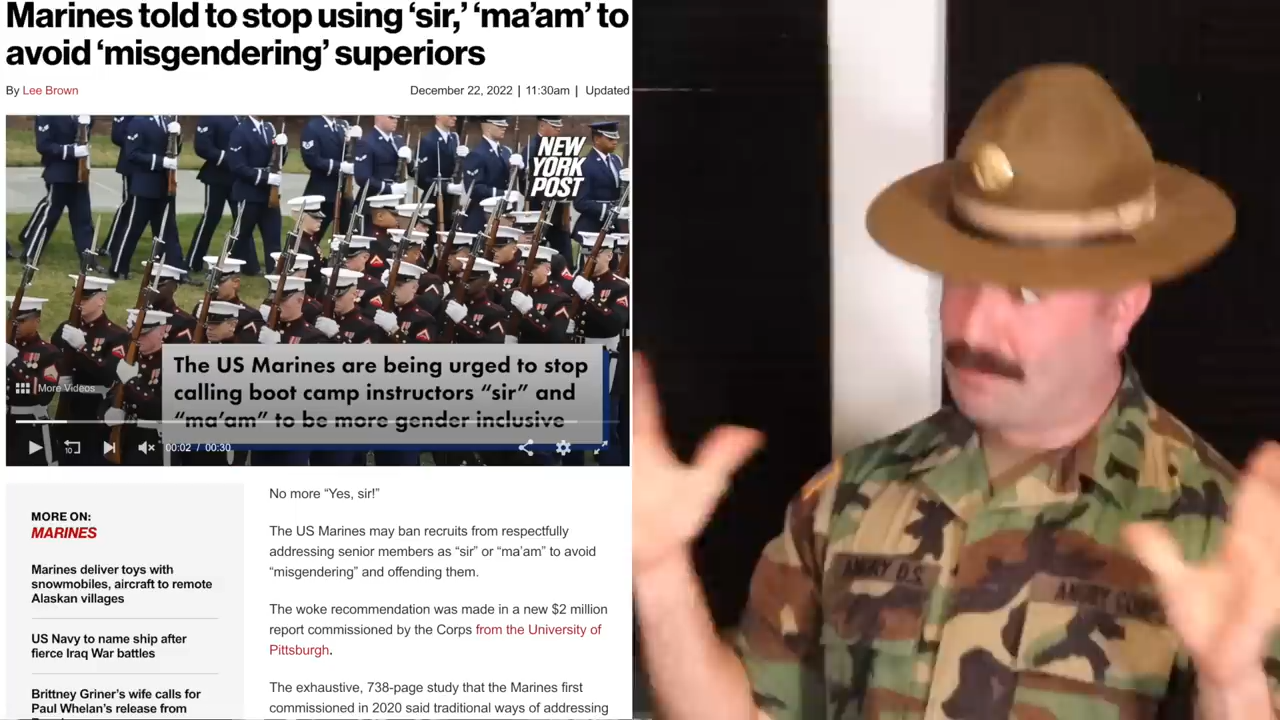 Marines told to stop using ‘sir,’ ‘ma’am’ to
avoid ‘misgendering’ superiors
By Lee Brown
December 22, 2022 | 11:30am | Updated
NEW
YORK
POST
The US Marines are being urged to stop
calling boot camp instructors “sir” and
“ma’am” to be more gender inclusive
More Videos
10
00:02 / 00:30
MORE ON:
MARINES
Marines deliver toys with
snowmobiles, aircraft to remote
Alaskan villages
US Navy to name ship after
fierce Iraq War battles
Brittney Griner’s wife calls for
Paul Whelan’s release from
No more “Yes, sir!”
The US Marines may ban recruits from respectfully
addressing senior members as “sir” or “ma’am” to avoid
“misgendering” and offending them.
The woke recommendation was made in a new $2 million
report commissioned by the Corps from the University of
Pittsburgh.
The exhaustive, 738-page study that the Marines first
commissioned in 2020 said traditional ways of addressing
ANGRY D.S.
ANGRY